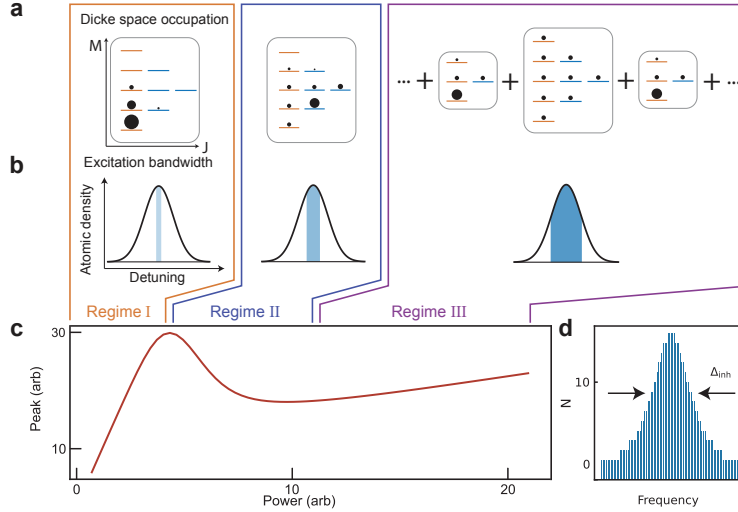 a
Dicke space occupation
M
J
... + + + + ...
b
Excitation bandwidth
Atomic density
Detuning
Regime I
Regime II
Regime III
c
30
10
Peak (arb)
0
10
20
Power (arb)
d
10
0
N
Δinh
Frequency